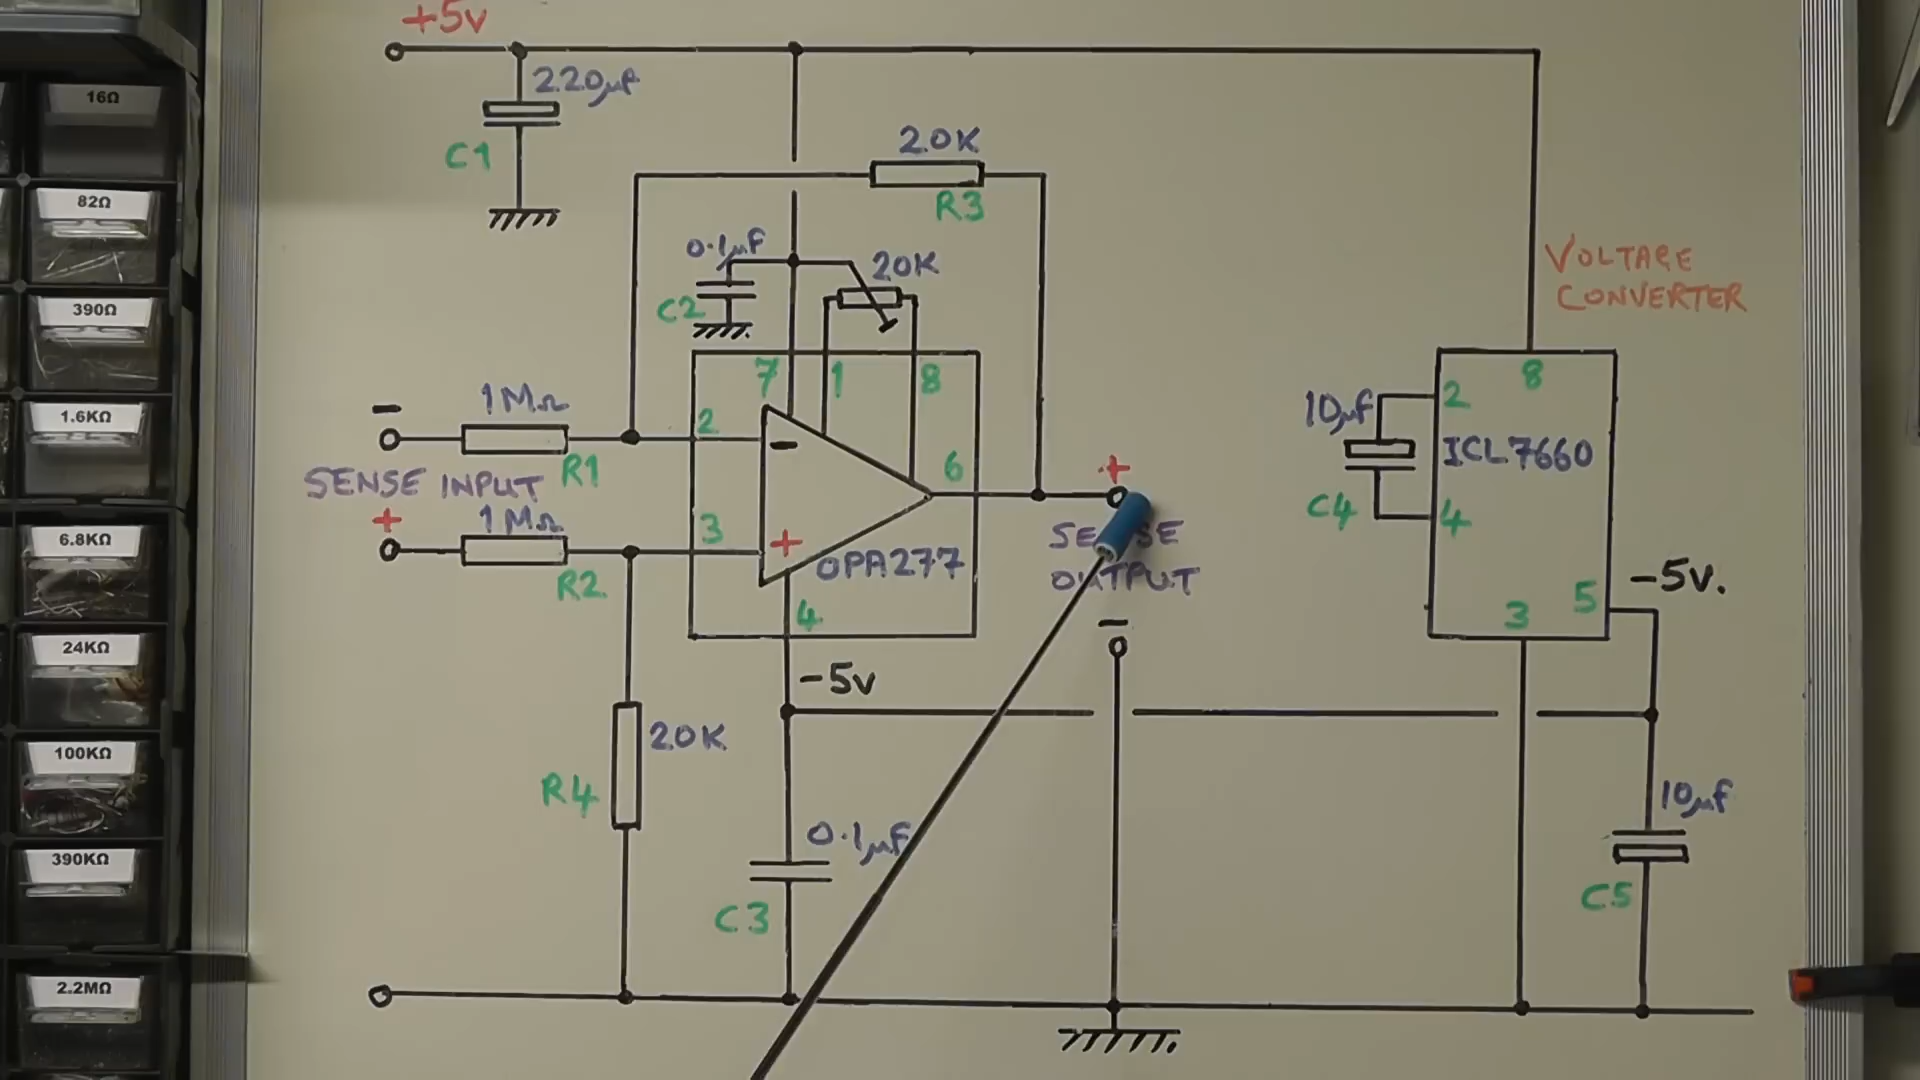 +5v
220μF
C1
20K
R3
0.1μF
C2
20K
VOLTAGE
CONVERTER
7 1 8
8
-
1MΩ
2
-
10μF
2
R1
SENSE INPUT
6
+
ICL7660
+
1MΩ
3
+
C4
4
R2
OPA277
OUTPUT
4
-
-5v.
5
3
-5v
20K
R4
0.1μF
10μF
C3
C5
16Ω
82Ω
390Ω
1.6KΩ
6.8KΩ
24KΩ
100KΩ
390KΩ
2.2MΩ